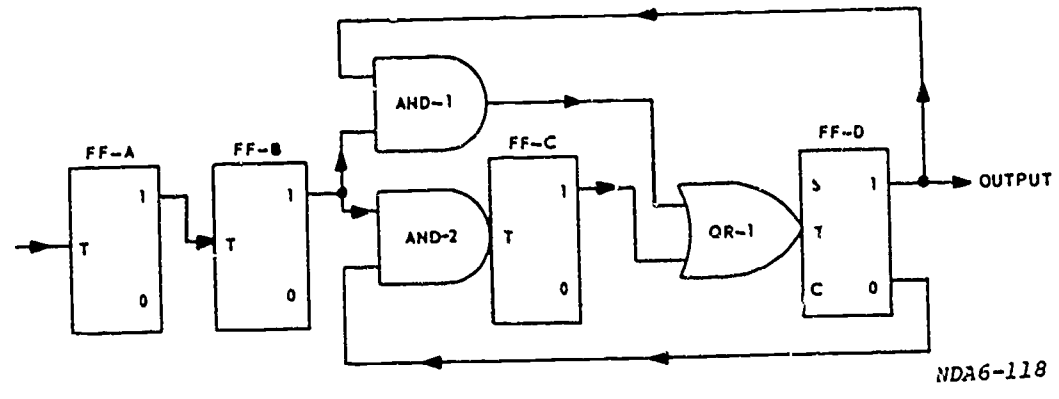 AND-1
FF-A
FF-B
FF-C
FF-D
1
T
0
1
T
0
AND-2
1
T
0
OR-1
S
1
T
C
0
OUTPUT
NDA6-118